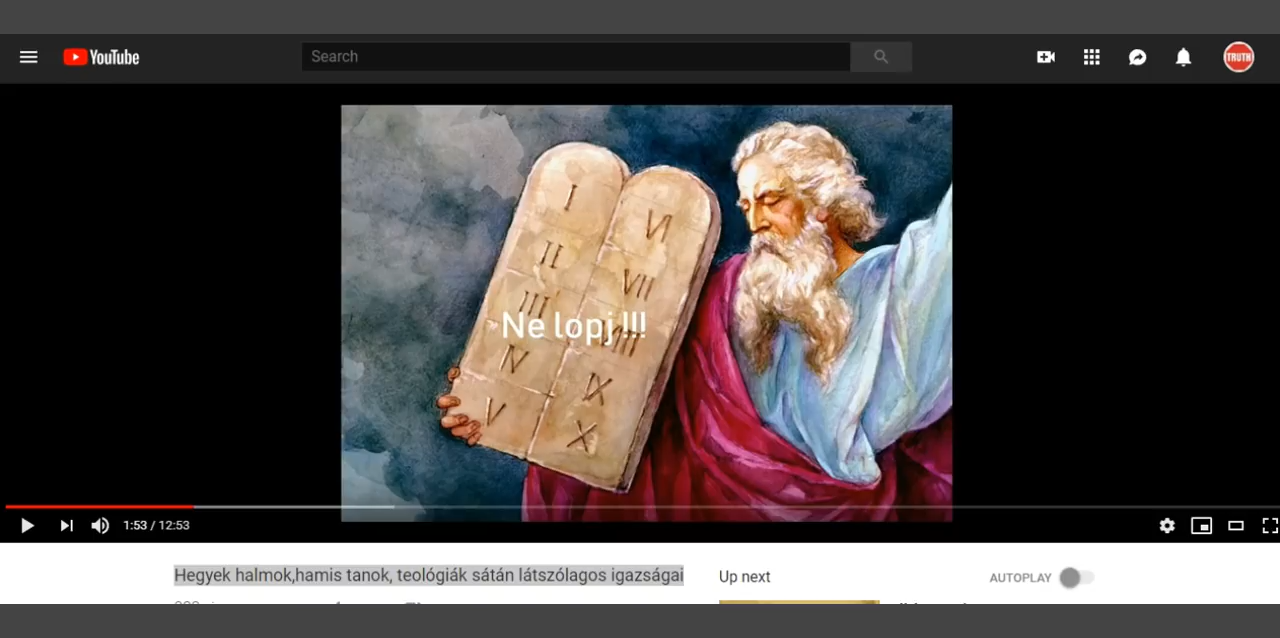 YouTube
Search
TRUTH
I
VI
II
VII
III
VIII
Ne lopj !!!
IV
IX
V
X
1:53 / 12:53
Hegyek halmok,hamis tanok, teológiák sátán látszólagos igazságai
Up next
AUTOPLAY